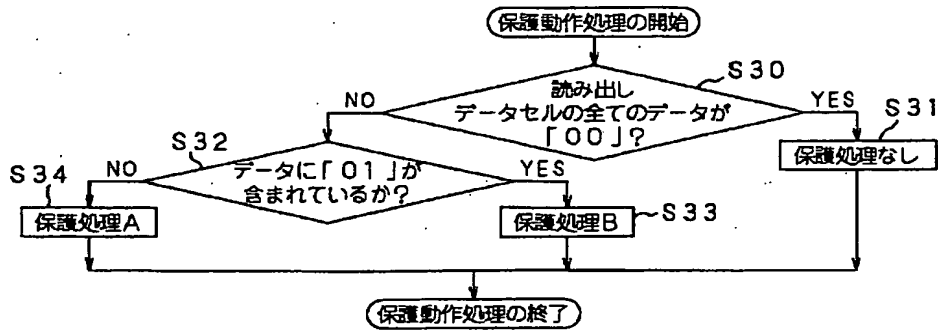 保護動作処理の開始
S30
読み出し
データセルの全てのデータが
「00」?
NO
YES
S31
保護処理なし
S32
データに「01」が
含まれているか?
NO
YES
S34
保護処理A
保護処理B
S33
保護動作処理の終了